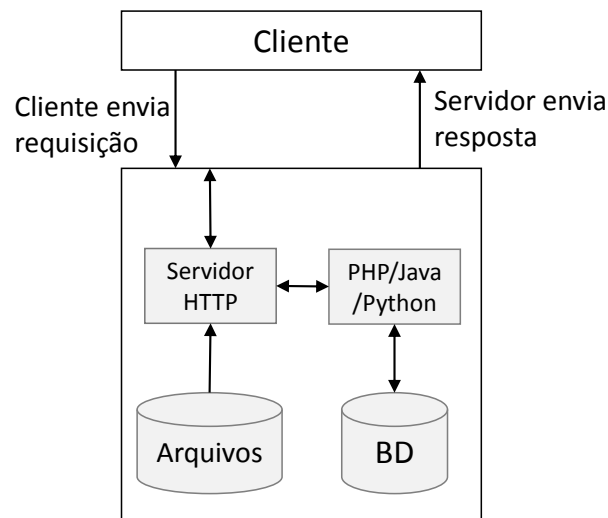 Cliente
Cliente envia
requisição
Servidor envia
resposta
Servidor
HTTP
PHP/Java
/Python
Arquivos
BD